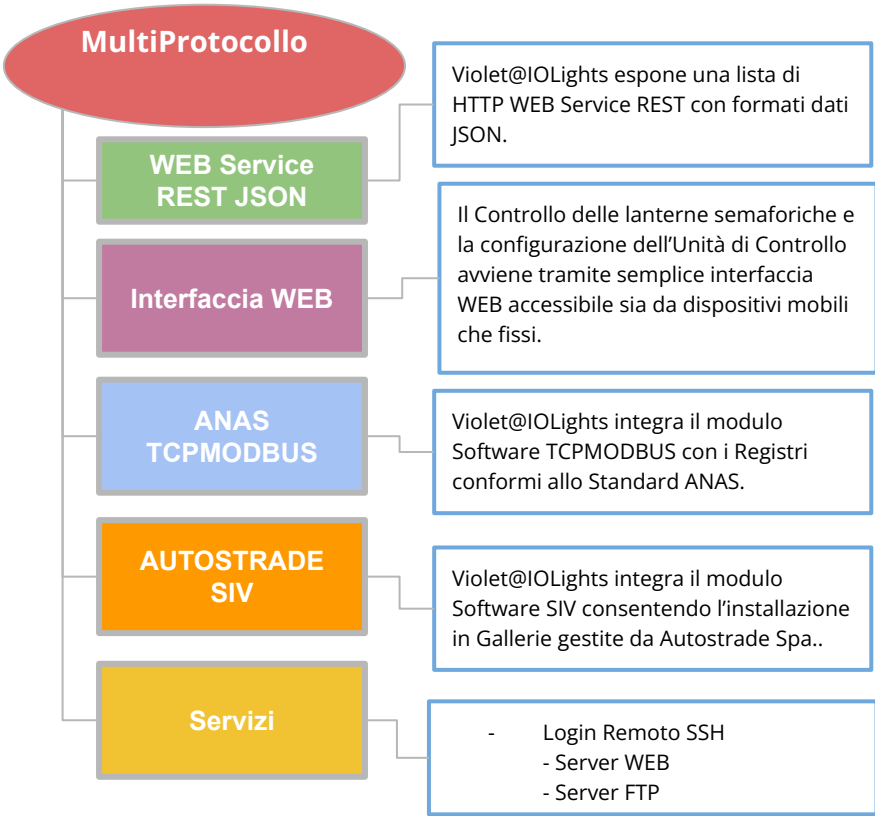 MultiProtocollo
WEB Service
REST JSON
Violet@IOLights espone una lista di
HTTP WEB Service REST con formati dati
JSON.
Interfaccia WEB
Il Controllo delle lanterne semaforiche e
la configurazione dell'Unità di Controllo
avviene tramite semplice interfaccia
WEB accessibile sia da dispositivi mobili
che fissi.
ANAS
TCPMODBUS
Violet@IOLights integra il modulo
Software TCPMODBUS con i Registri
conformi allo Standard ANAS.
AUTOSTRADE
SIV
Violet@IOLights integra il modulo
Software SIV consentendo l'installazione
in Gallerie gestite da Autostrade Spa..
Servizi
- Login Remoto SSH
- Server WEB
- Server FTP